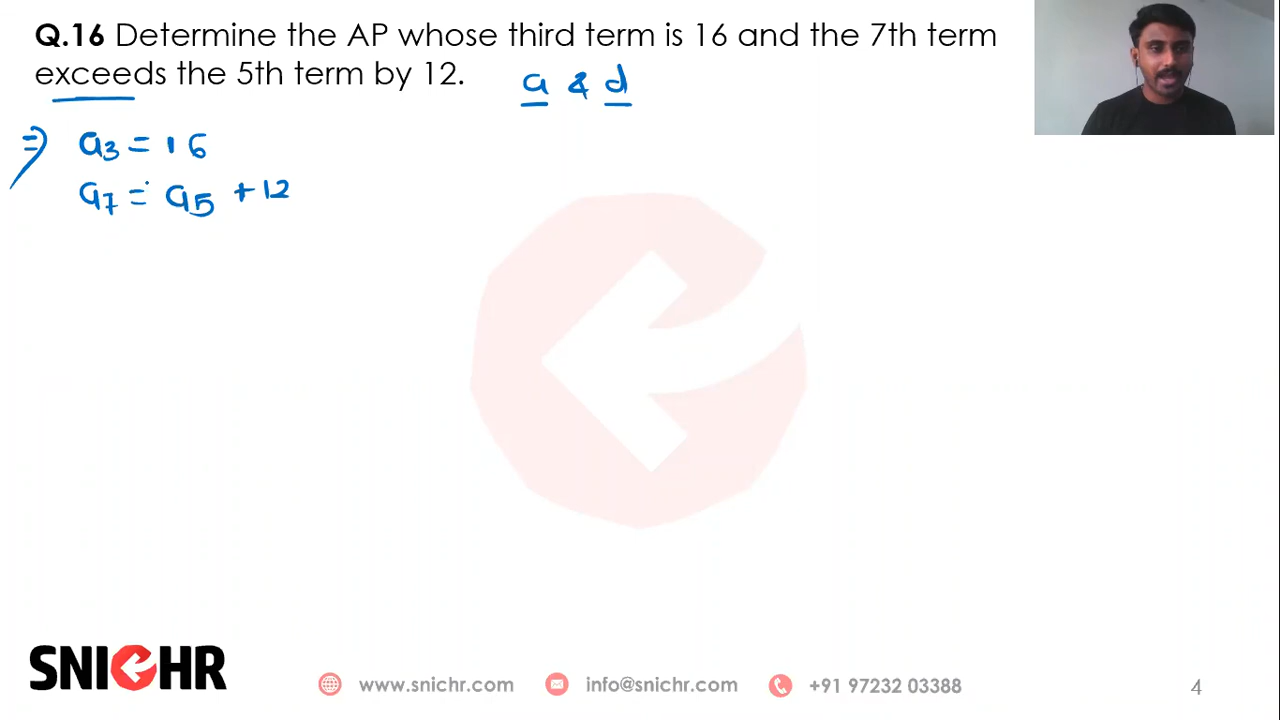 Q.16 Determine the AP whose third term is 16 and the 7th term
exceeds the 5th term by 12.
a & d
⇒ a₃ = 16
a₇ = a₅ + 12
SNICHR
www.snichr.com
info@snichr.com
+91 97232 03388
4